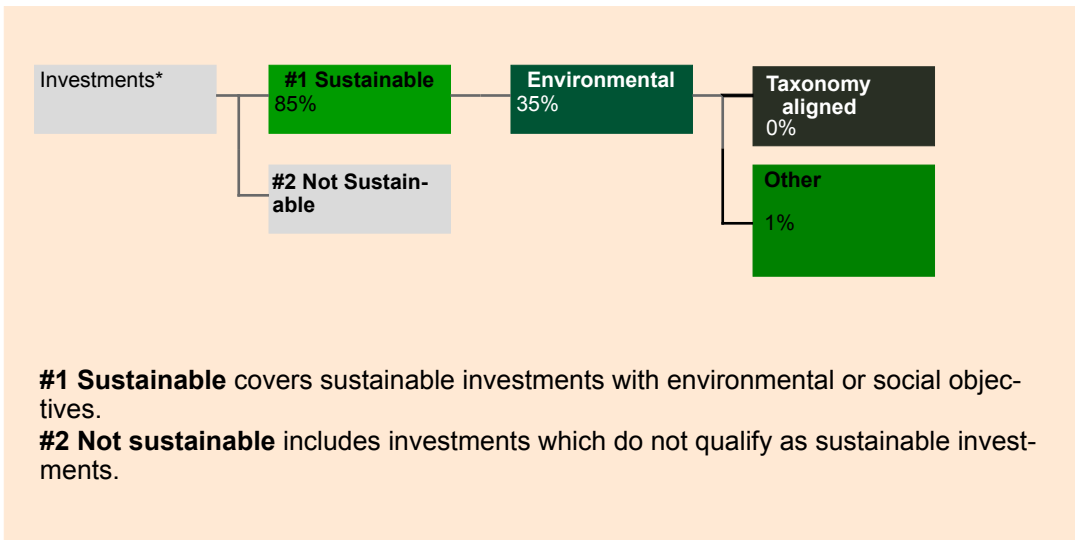 Investments*
#1 Sustainable
85%
Environmental
35%
Taxonomy
aligned
0%
#2 Not Sustain-
able
Other
1%
#1 Sustainable covers sustainable investments with environmental or social objec-
tives.
#2 Not sustainable includes investments which do not qualify as sustainable invest-
ments.